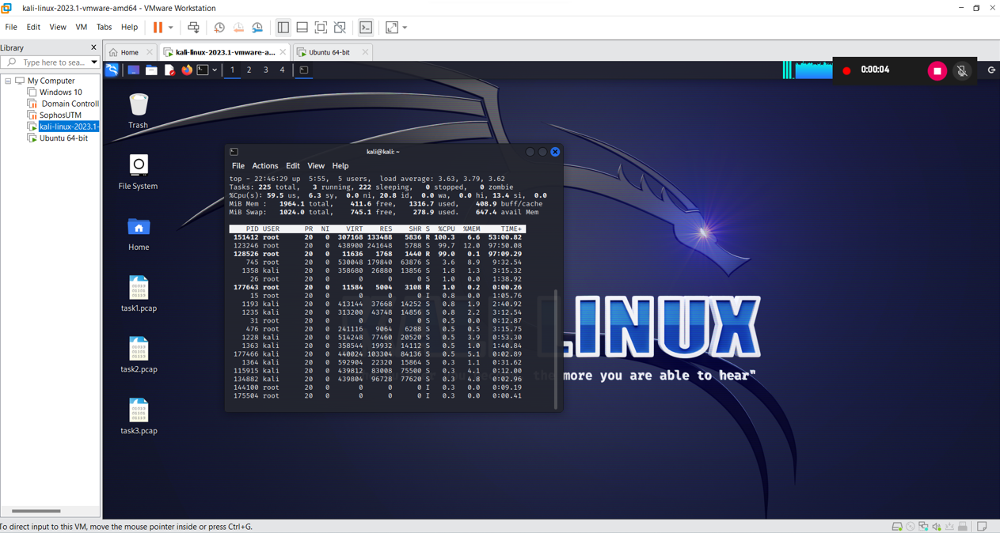 kali-linux-2023.1-vmware-amd64 - VMware Workstation
File Edit View VM Tabs Help
Library
Type here to sea...
Home kali-linux-2023.1-vmware-a... Ubuntu 64-bit
1 2 3 4
0:00:04
My Computer
Windows 10
Domain Controll
SophosUTM
kali-linux-2023.1-
Ubuntu 64-bit
Trash
File System
Home
task1.pcap
task2.pcap
task3.pcap
kali@kali: ~
File Actions Edit View Help
top - 22:46:29 up 5:55, 5 users, load average: 3.63, 3.79, 3.62
Tasks: 225 total, 3 running, 222 sleeping, 0 stopped, 0 zombie
%Cpu(s): 59.5 us, 6.3 sy, 0.0 ni, 20.8 id, 0.0 wa, 0.0 hi, 13.4 si, 0.0
MiB Mem : 1964.1 total, 411.6 free, 1316.7 used, 408.9 buff/cache
MiB Swap: 1024.0 total, 745.1 free, 278.9 used. 647.4 avail Mem
PID USER PR NI VIRT RES SHR S %CPU %MEM TIME+
151412 root 20 0 307168 133488 5836 R 100.3 6.6 53:00.82
123246 root 20 0 438900 241648 5788 S 99.7 12.0 97:50.08
128526 root 20 0 11636 1768 1440 R 99.0 0.1 97:09.29
745 root 20 0 530048 179840 63876 S 3.6 8.9 9:32.54
1358 kali 20 0 358680 26880 13856 S 1.8 1.3 3:15.32
26 root 20 0 0 0 0 S 1.0 0.0 1:38.92
177643 root 20 0 11584 5004 3108 R 1.0 0.2 0:00.26
15 root 20 0 0 0 0 I 0.8 0.0 1:05.76
1193 kali 20 0 413144 37668 14252 S 0.8 1.9 2:40.92
1235 kali 20 0 313200 43748 14856 S 0.8 2.2 3:12.54
31 root 20 0 0 0 0 S 0.5 0.0 0:12.87
476 root 20 0 241116 9064 6288 S 0.5 0.5 3:15.75
1228 kali 20 0 514248 77460 20520 S 0.5 3.9 0:53.30
1363 kali 20 0 358544 19932 14112 S 0.5 1.0 1:40.84
177466 kali 20 0 440024 103304 84136 S 0.5 5.1 0:02.89
1364 kali 20 0 592904 22320 15864 S 0.3 1.1 0:31.62
115915 kali 20 0 439812 83008 75500 S 0.3 4.1 0:12.00
134882 kali 20 0 439804 96728 77620 S 0.3 4.8 0:02.96
144100 root 20 0 0 0 0 I 0.3 0.0 0:09.19
175504 root 20 0 0 0 0 I 0.3 0.0 0:00.41
LINUX
the more you are able to hear"
To direct input to this VM, move the mouse pointer inside or press Ctrl+G.